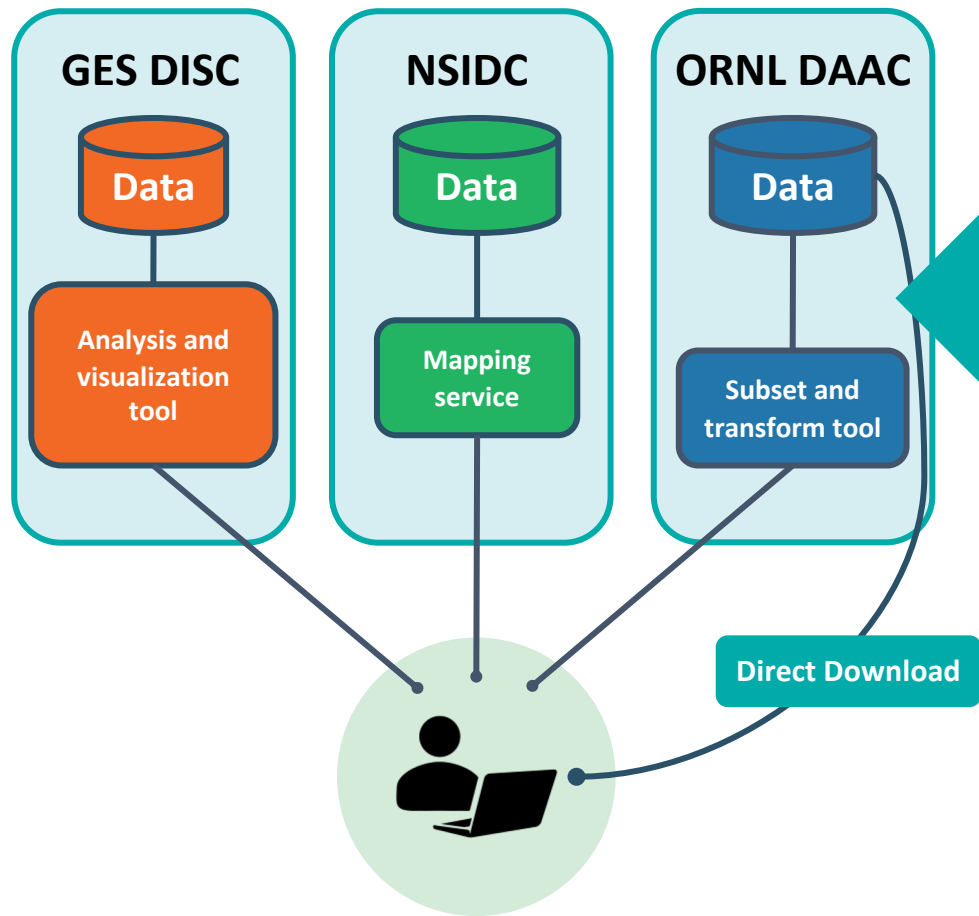 GES DISC
Data
Analysis and
visualization
tool
NSIDC
Data
Mapping
service
ORNL DAAC
Data
Subset and
transform tool
Direct Download